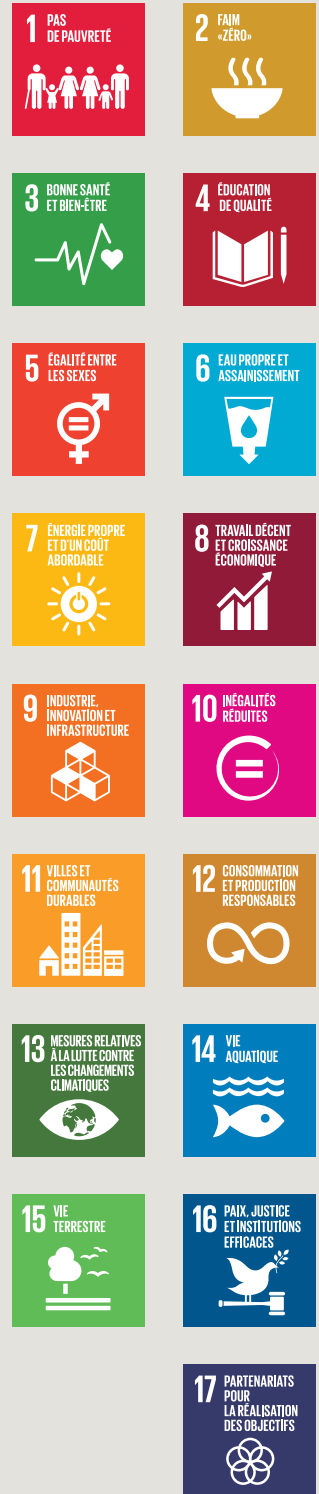 1 PAS
DE PAUVRETÉ
2 FAIM
«ZÉRO»
3 BONNE SANTÉ
ET BIEN-ÊTRE
4 ÉDUCATION
DE QUALITÉ
5 ÉGALITÉ ENTRE
LES SEXES
6 EAU PROPRE ET
ASSAINISSEMENT
7 ÉNERGIE PROPRE
ET D'UN COÛT
ABORDABLE
8 TRAVAIL DÉCENT
ET CROISSANCE
ÉCONOMIQUE
9 INDUSTRIE,
INNOVATION ET
INFRASTRUCTURE
10 INÉGALITÉS
RÉDUITES
11 VILLES ET
COMMUNAUTÉS
DURABLES
12 CONSOMMATION
ET PRODUCTION
RESPONSABLES
13 MESURES RELATIVES
À LA LUTTE CONTRE
LES CHANGEMENTS
CLIMATIQUES
14 VIE
AQUATIQUE
15 VIE
TERRESTRE
16 PAIX, JUSTICE
ET INSTITUTIONS
EFFICACES
17 PARTENARIATS
POUR
LA RÉALISATION
DES OBJECTIFS